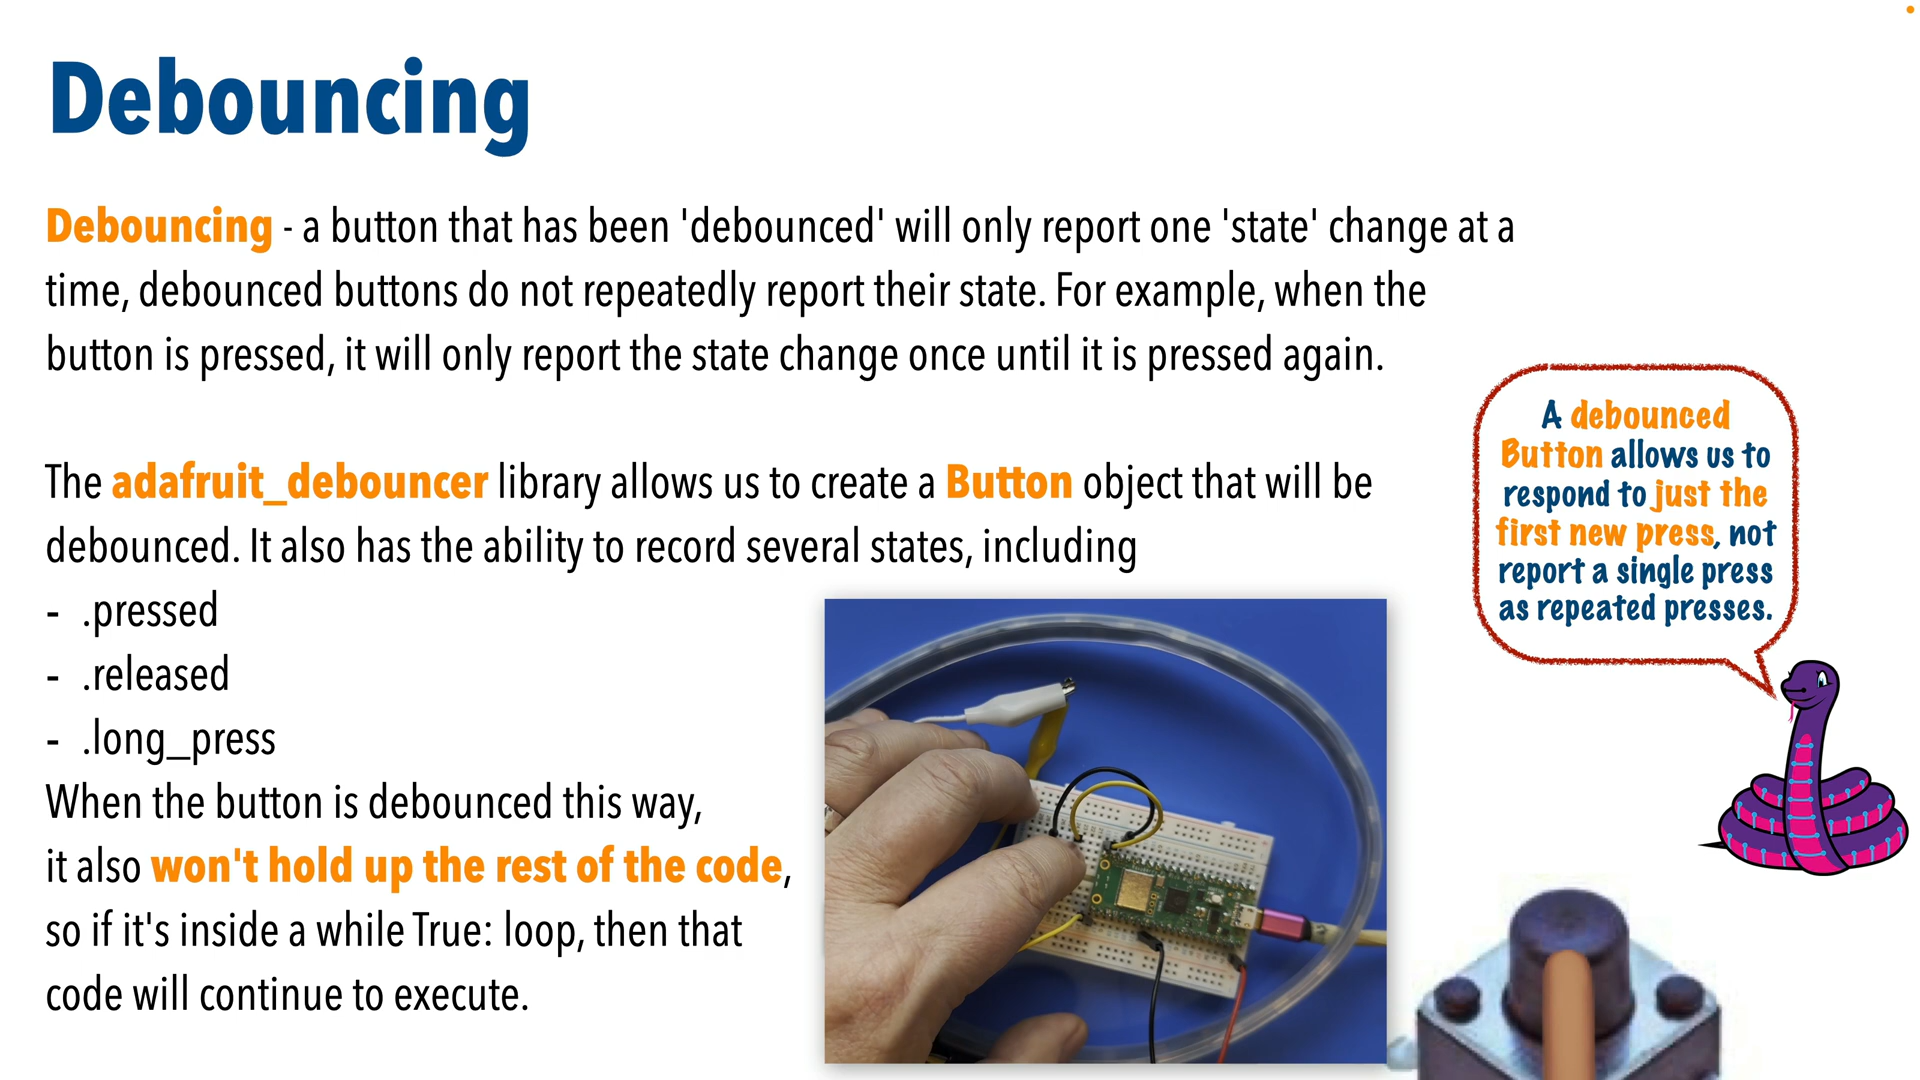 Debouncing
Debouncing - a button that has been 'debounced' will only report one 'state' change at a
time, debounced buttons do not repeatedly report their state. For example, when the
button is pressed, it will only report the state change once until it is pressed again.
The adafruit_debouncer library allows us to create a Button object that will be
debounced. It also has the ability to record several states, including
- .pressed
- .released
- .long_press
When the button is debounced this way,
it also won't hold up the rest of the code,
so if it's inside a while True: loop, then that
code will continue to execute.
A debounced
Button allows us to
respond to just the
first new press, not
report a single press
as repeated presses.